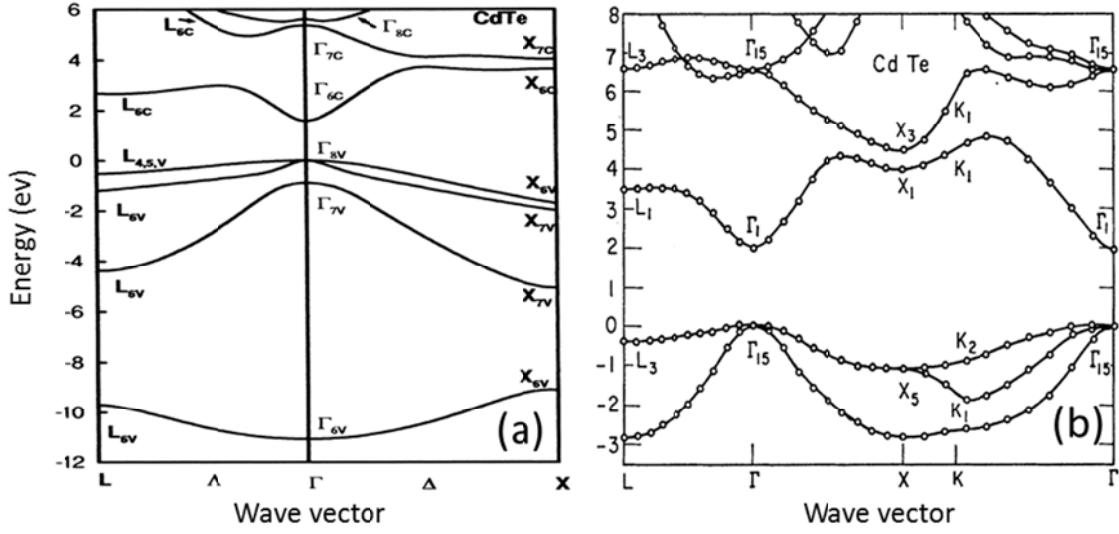 Energy (ev)
6
4
2
0
-2
-4
-6
-8
-10
-12
CdTe
L6C
Γ8C
Γ7C
X7C
Γ6C
X6C
L6C
L4,5,V
Γ8V
X6V
L6V
Γ7V
X7V
L6V
X7V
X6V
L6V
Γ6V
(a)
L Λ Γ Δ X
Wave vector
8
7
6
5
4
3
2
1
0
-1
-2
-3
L3
Γ15
Cd Te
Γ15
X3
K1
L1
X1
K1
Γ1
Γ1
K2
L3
Γ15
X5
Γ15
K1
(b)
L Γ X K Γ
Wave vector